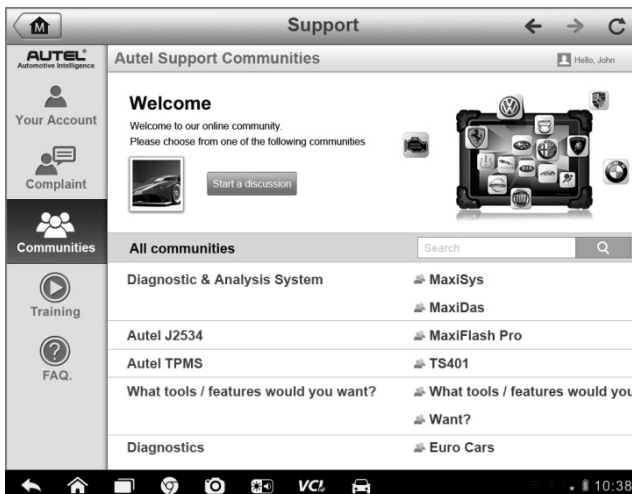 M
Support
AUTEL®
Automotive Intelligence
Autel Support Communities
Hello, John
Your Account
Complaint
Communities
Training
FAQ.
Welcome
Welcome to our online community.
Please choose from one of the following communities
Start a discussion
All communities
Search
Diagnostic & Analysis System
MaxiSys
MaxiDas
Autel J2534
MaxiFlash Pro
Autel TPMS
TS401
What tools / features would you want?
What tools / features would you
Want?
Diagnostics
Euro Cars
VCI
10:38